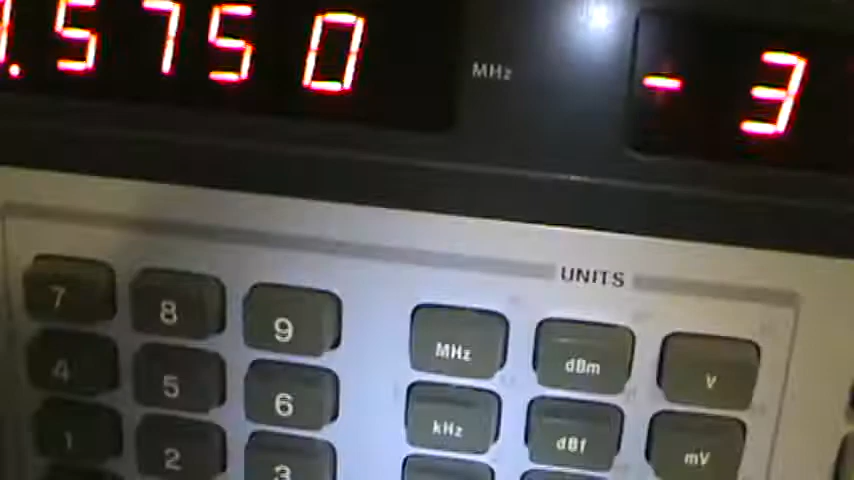 .5750 MHz -3
UNITS
7 8 9 MHz dBm V
4 5 6 kHz dBf mV
1 2 3